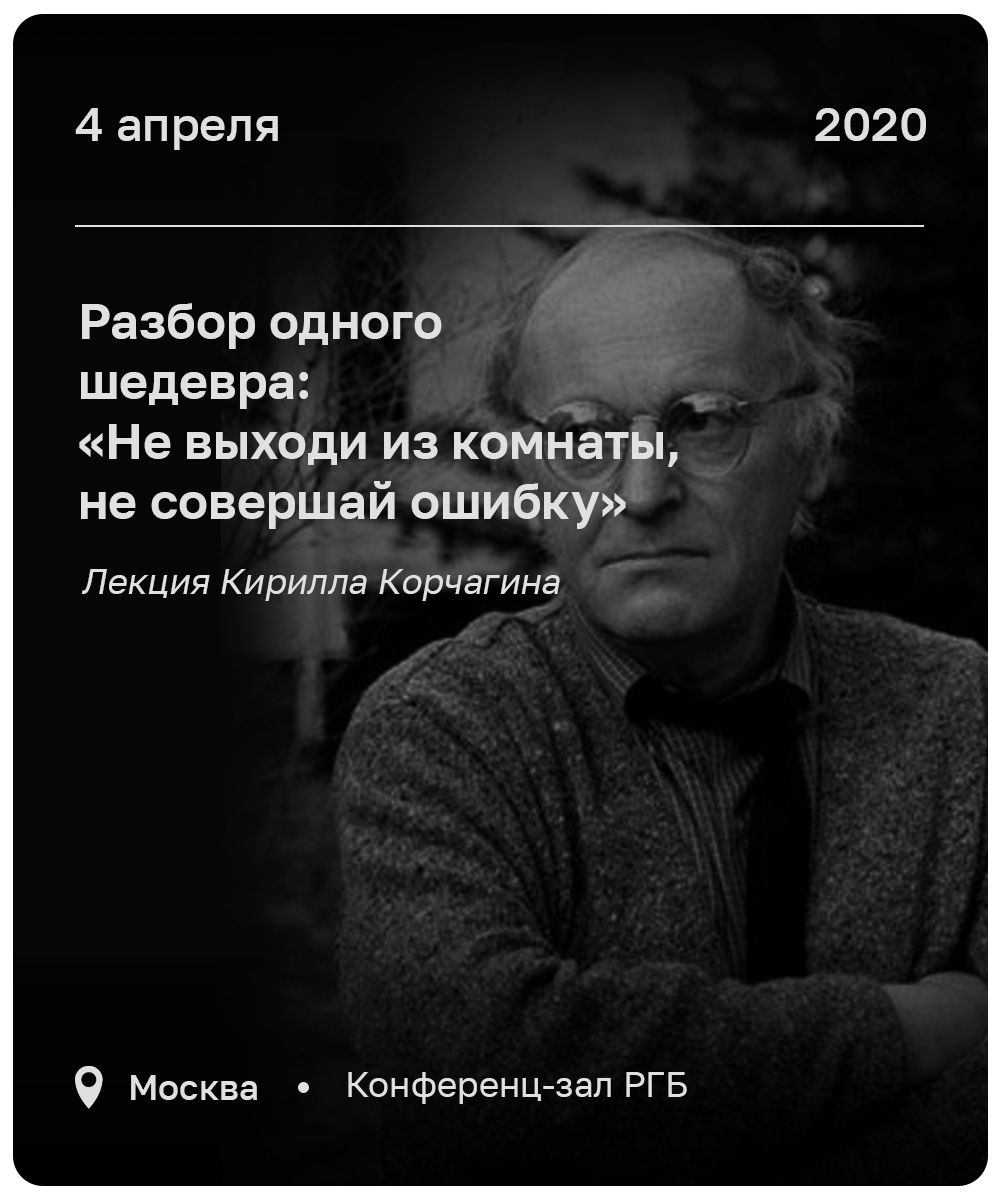 4 апреля
2020
Разбор одного
шедевра:
«Не выходи из комнаты,
не совершай ошибку»
Лекция Кирилла Корчагина
Москва • Конференц-зал РГБ